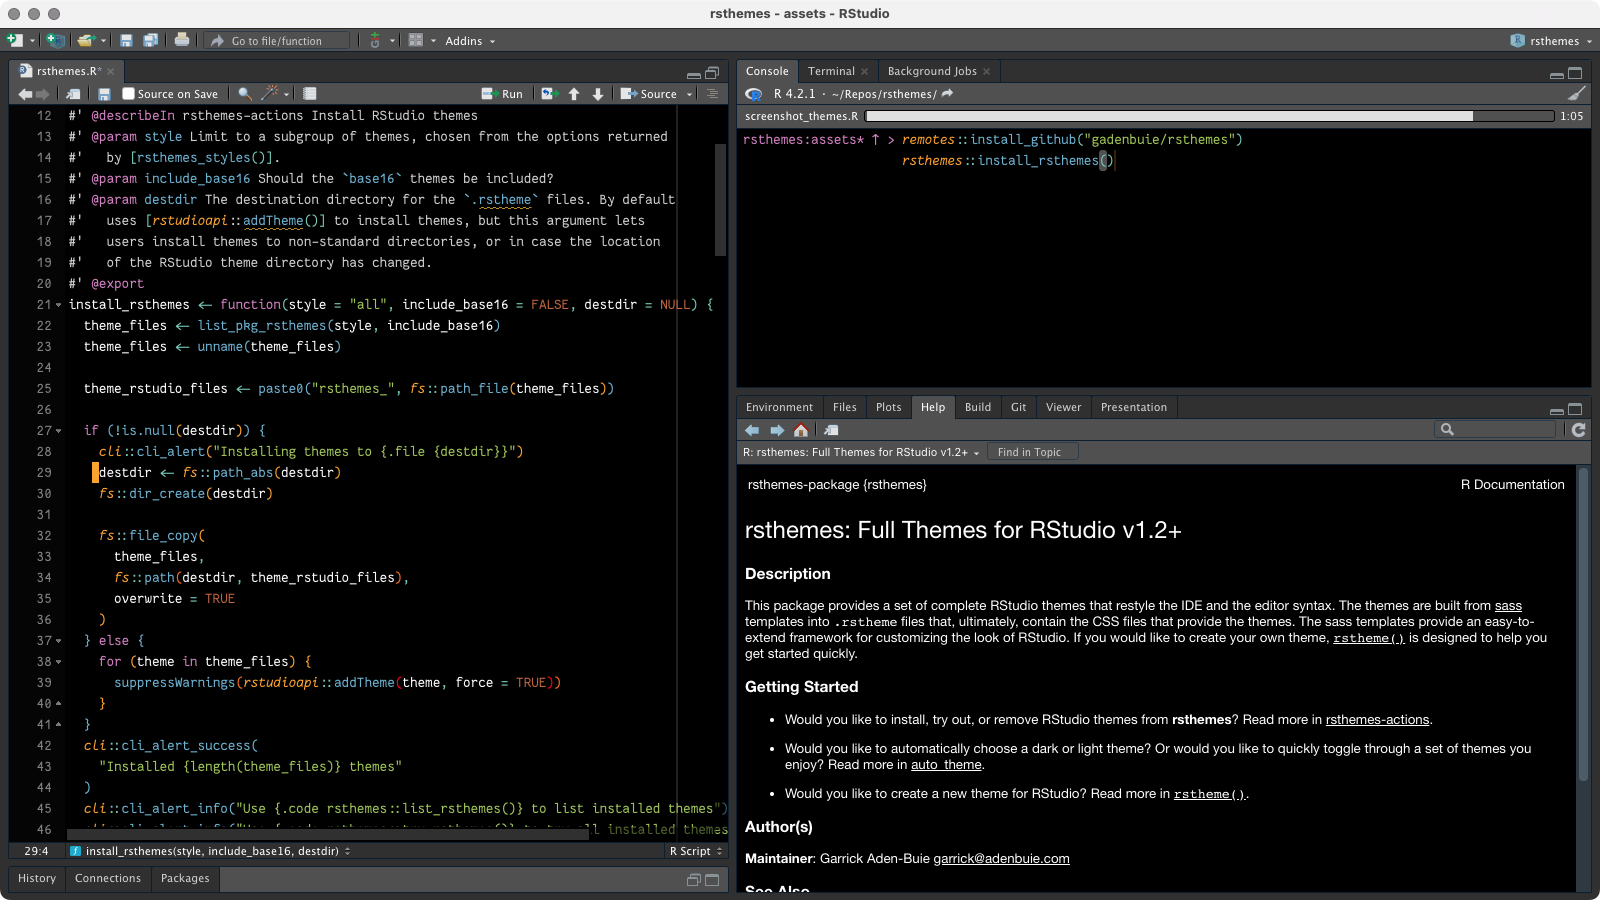 rsthemes - assets - RStudio
Go to file/function
Addins
rsthemes
rsthemes.R*
Source on Save
Run
Source
12 #' @describeIn rsthemes-actions Install RStudio themes
13 #' @param style Limit to a subgroup of themes, chosen from the options returned
14 #'   by [rsthemes_styles()].
15 #' @param include_base16 Should the `base16` themes be included?
16 #' @param destdir The destination directory for the `.rstheme` files. By default
17 #'   uses [rstudioapi::addTheme()] to install themes, but this argument lets
18 #'   users install themes to non-standard directories, or in case the location
19 #'   of the RStudio theme directory has changed.
20 #' @export
21 install_rsthemes <- function(style = "all", include_base16 = FALSE, destdir = NULL) {
22   theme_files <- list_pkg_rsthemes(style, include_base16)
23   theme_files <- unname(theme_files)
24
25   theme_rstudio_files <- paste0("rsthemes_", fs::path_file(theme_files))
26
27   if (!is.null(destdir)) {
28     cli::cli_alert("Installing themes to {.file {destdir}}")
29     destdir <- fs::path_abs(destdir)
30     fs::dir_create(destdir)
31
32     fs::file_copy(
33       theme_files,
34       fs::path(destdir, theme_rstudio_files),
35       overwrite = TRUE
36     )
37   } else {
38     for (theme in theme_files) {
39       suppressWarnings(rstudioapi::addTheme(theme, force = TRUE))
40     }
41   }
42   cli::cli_alert_success(
43     "Installed {length(theme_files)} themes"
44   )
45   cli::cli_alert_info("Use {.code rsthemes::list_rsthemes()} to list installed themes")
46 all installed themes
29:4 install_rsthemes(style, include_base16, destdir) R Script
History Connections Packages
Console Terminal Background Jobs
R 4.2.1 · ~/Repos/rsthemes/
screenshot_themes.R 1:05
rsthemes:assets* ↑ > remotes::install_github("gadenbuie/rsthemes")
rsthemes::install_rsthemes()
Environment Files Plots Help Build Git Viewer Presentation
R: rsthemes: Full Themes for RStudio v1.2+ Find in Topic
rsthemes-package {rsthemes} R Documentation
rsthemes: Full Themes for RStudio v1.2+
Description
This package provides a set of complete RStudio themes that restyle the IDE and the editor syntax. The themes are built from sass
templates into .rstheme files that, ultimately, contain the CSS files that provide the themes. The sass templates provide an easy-to-
extend framework for customizing the look of RStudio. If you would like to create your own theme, rstheme() is designed to help you
get started quickly.
Getting Started
• Would you like to install, try out, or remove RStudio themes from rsthemes? Read more in rsthemes-actions.
• Would you like to automatically choose a dark or light theme? Or would you like to quickly toggle through a set of themes you
enjoy? Read more in auto_theme.
• Would you like to create a new theme for RStudio? Read more in rstheme().
Author(s)
Maintainer: Garrick Aden-Buie garrick@adenbuie.com
See Also